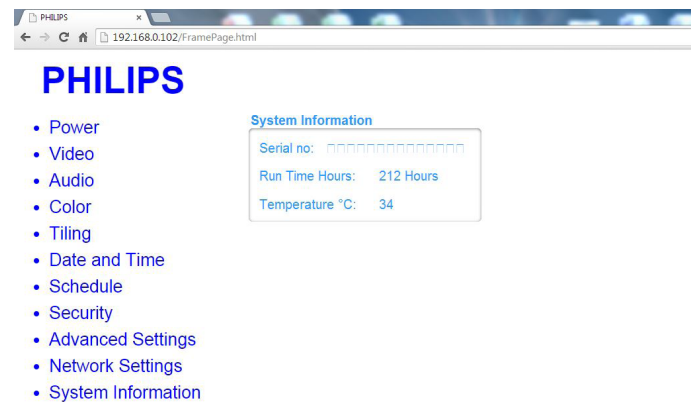 PHILIPS
192.168.0.102/FramePage.html
PHILIPS
Power
Video
Audio
Color
Tiling
Date and Time
Schedule
Security
Advanced Settings
Network Settings
System Information
System Information
Serial no:
Run Time Hours: 212 Hours
Temperature °C: 34